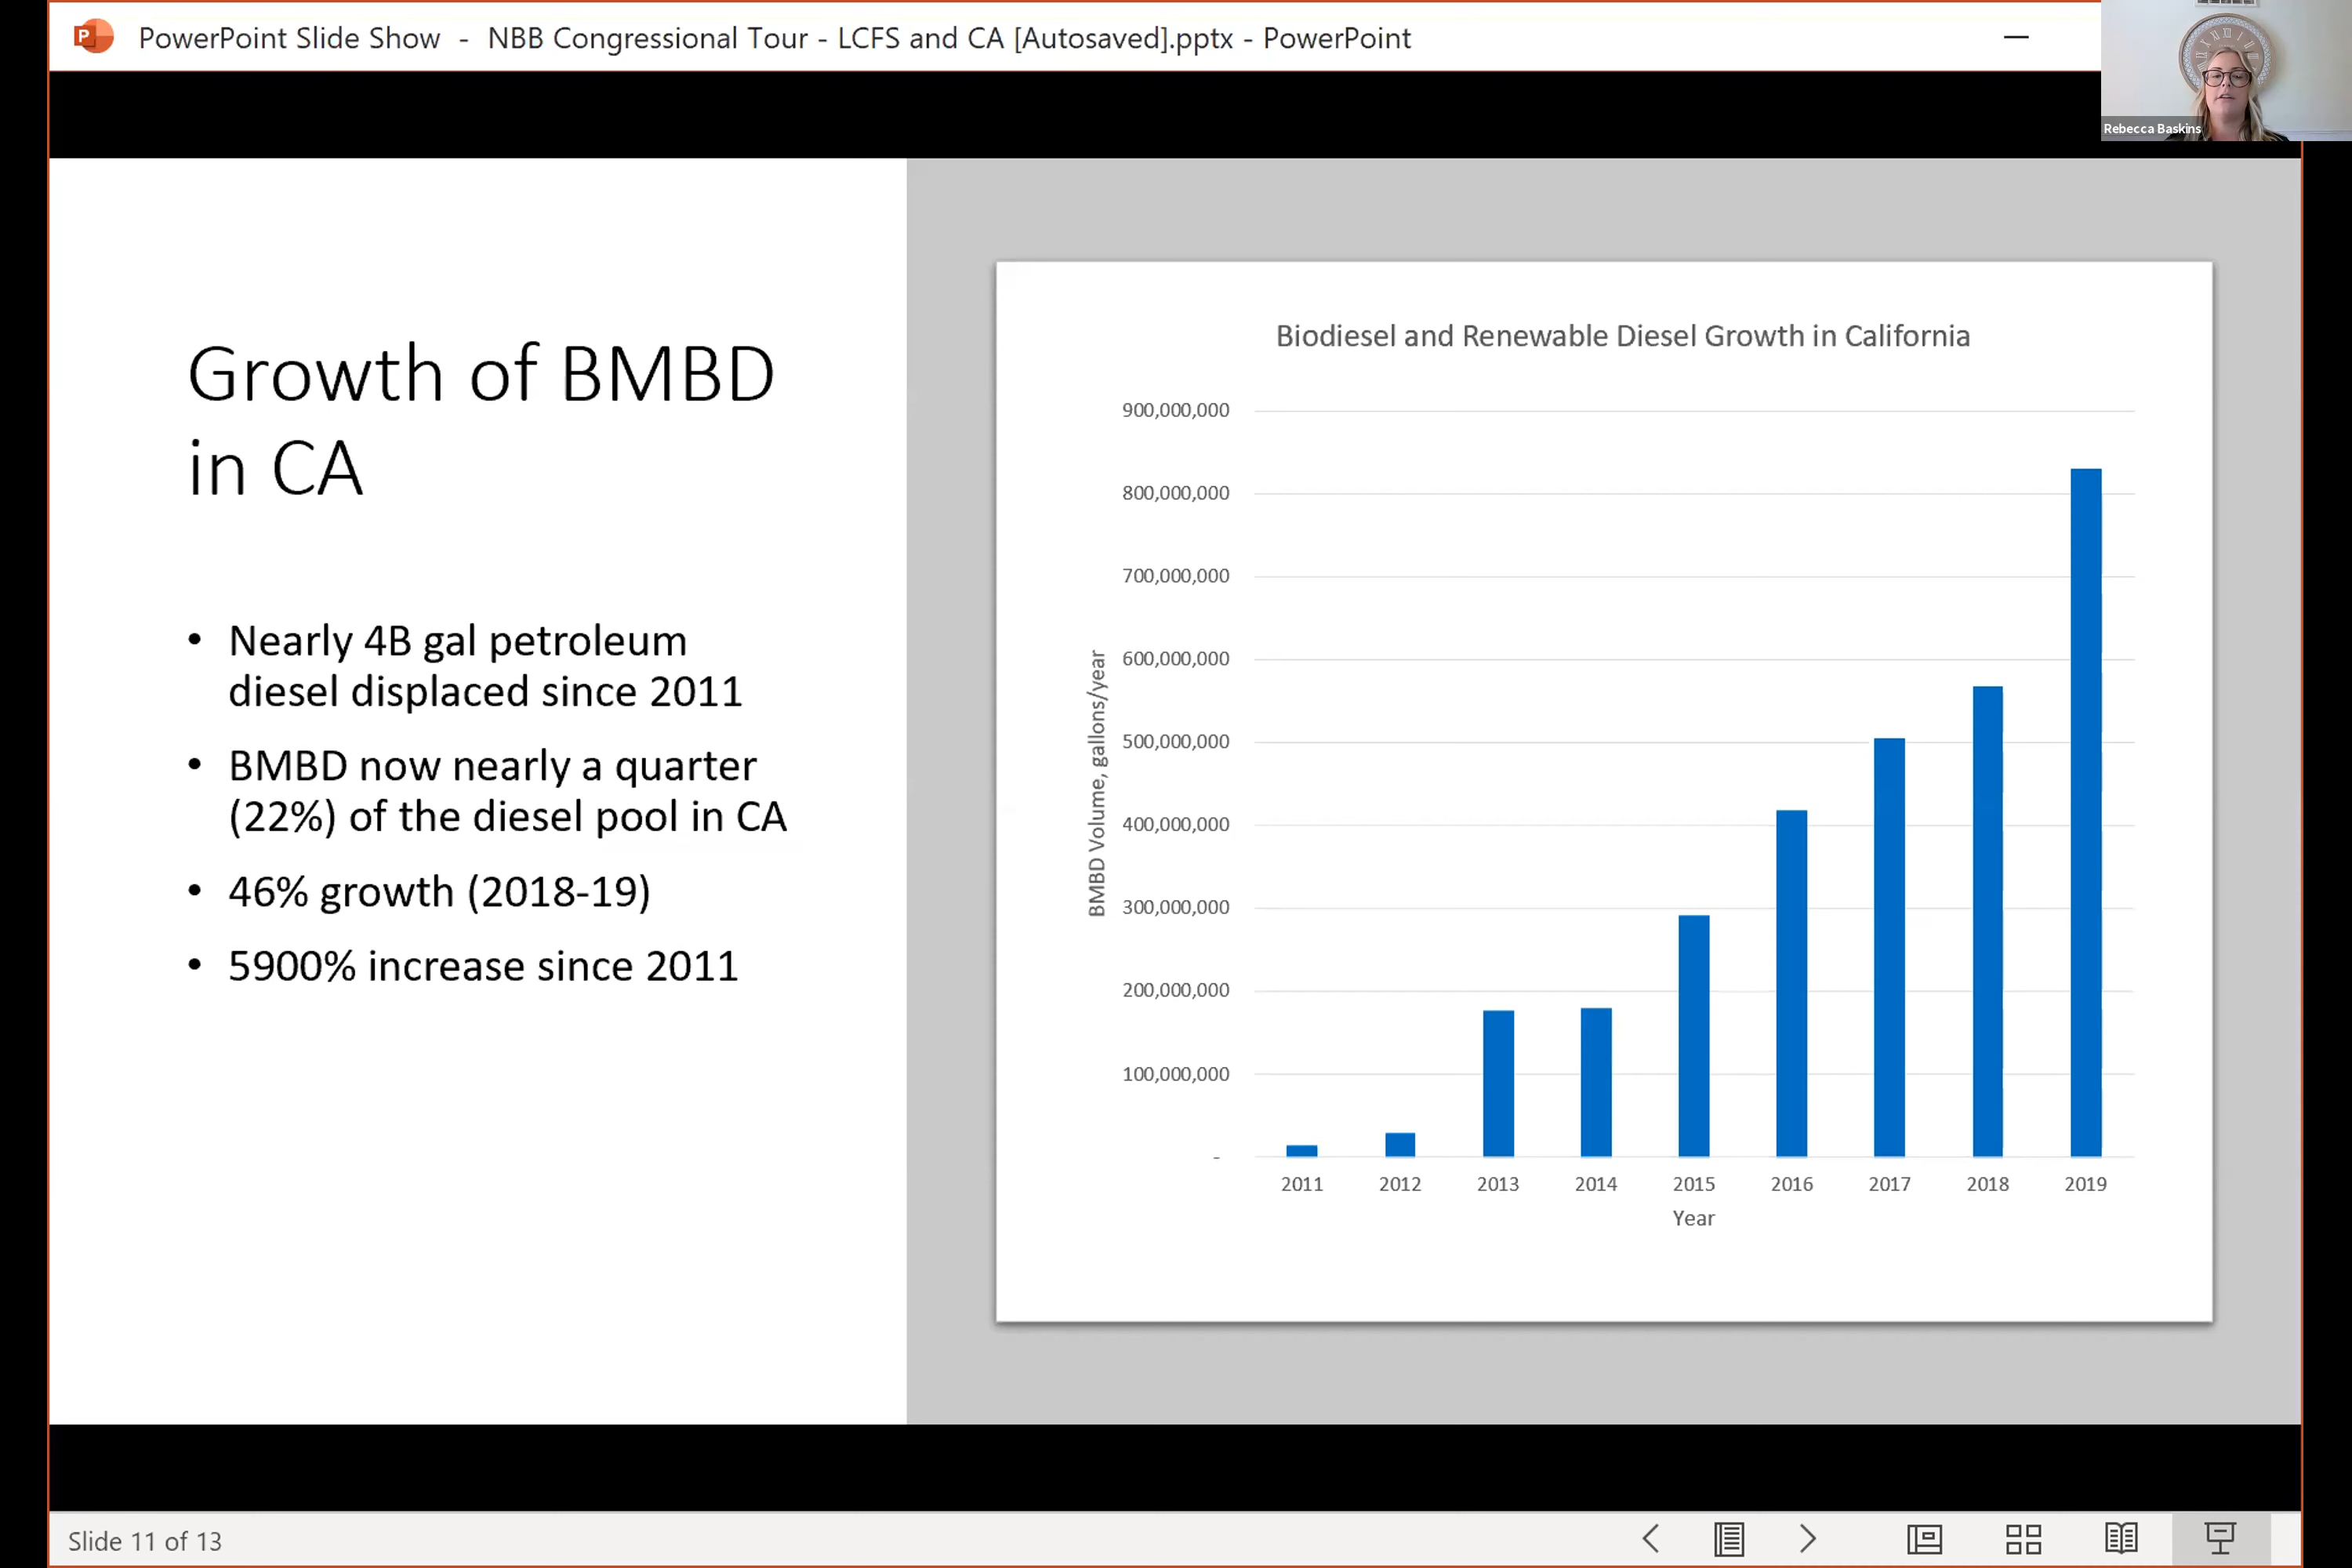 PowerPoint Slide Show - NBB Congressional Tour - LCFS and CA [Autosaved].pptx - PowerPoint
Rebecca Baskins
Growth of BMBD
in CA
• Nearly 4B gal petroleum
diesel displaced since 2011
• BMBD now nearly a quarter
(22%) of the diesel pool in CA
• 46% growth (2018-19)
• 5900% increase since 2011
Biodiesel and Renewable Diesel Growth in California
BMBD Volume, gallons/year
900,000,000
800,000,000
700,000,000
600,000,000
500,000,000
400,000,000
300,000,000
200,000,000
100,000,000
-
2011 2012 2013 2014 2015 2016 2017 2018 2019
Year
Slide 11 of 13